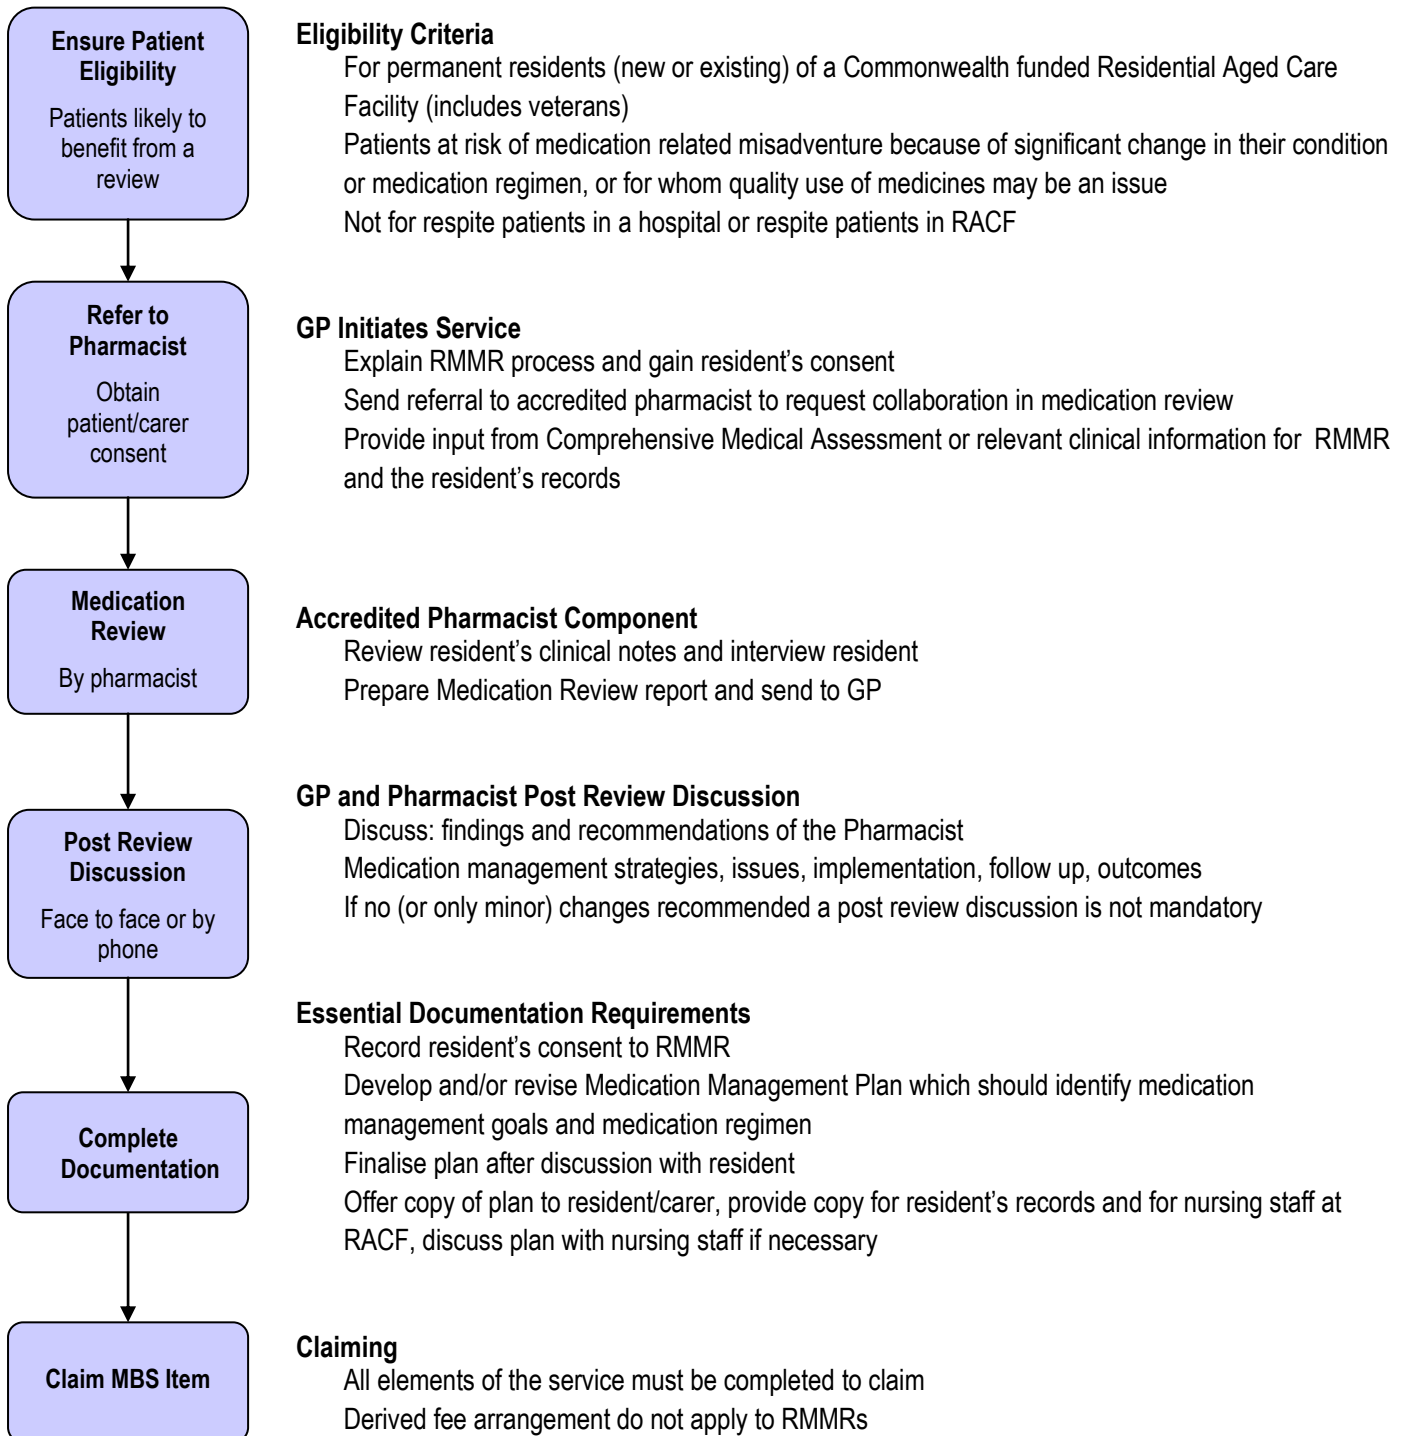 Ensure Patient
Eligibility
Patients likely to
benefit from a
review
Eligibility Criteria
For permanent residents (new or existing) of a Commonwealth funded Residential Aged Care
Facility (includes veterans)
Patients at risk of medication related misadventure because of significant change in their condition
or medication regimen, or for whom quality use of medicines may be an issue
Not for respite patients in a hospital or respite patients in RACF
Refer to
Pharmacist
Obtain
patient/carer
consent
GP Initiates Service
Explain RMMR process and gain resident’s consent
Send referral to accredited pharmacist to request collaboration in medication review
Provide input from Comprehensive Medical Assessment or relevant clinical information for RMMR
and the resident’s records
Medication
Review
By pharmacist
Accredited Pharmacist Component
Review resident’s clinical notes and interview resident
Prepare Medication Review report and send to GP
Post Review
Discussion
Face to face or by
phone
GP and Pharmacist Post Review Discussion
Discuss: findings and recommendations of the Pharmacist
Medication management strategies, issues, implementation, follow up, outcomes
If no (or only minor) changes recommended a post review discussion is not mandatory
Complete
Documentation
Essential Documentation Requirements
Record resident’s consent to RMMR
Develop and/or revise Medication Management Plan which should identify medication
management goals and medication regimen
Finalise plan after discussion with resident
Offer copy of plan to resident/carer, provide copy for resident’s records and for nursing staff at
RACF, discuss plan with nursing staff if necessary
Claim MBS Item
Claiming
All elements of the service must be completed to claim
Derived fee arrangement do not apply to RMMRs